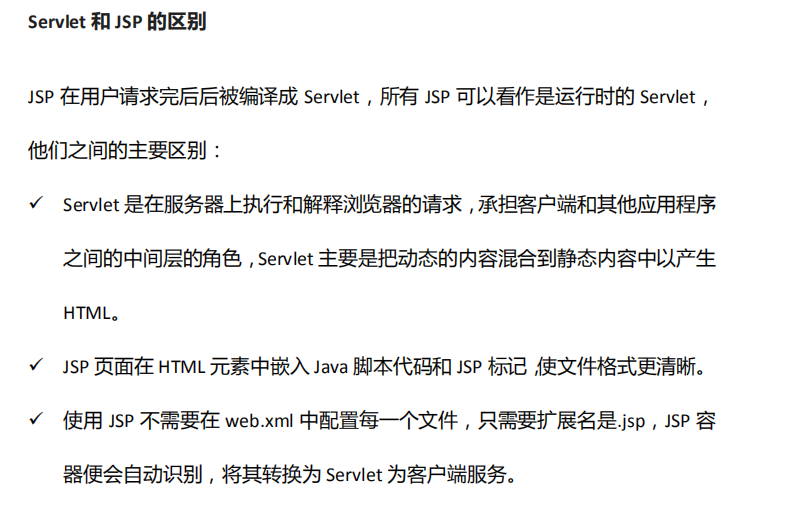 Servlet 和 JSP 的区别
JSP 在用户请求完后后被编译成 Servlet，所有 JSP 可以看作是运行时的 Servlet，
他们之间的主要区别：
✓ Servlet 是在服务器上执行和解释浏览器的请求，承担客户端和其他应用程序
之间的中间层的角色，Servlet 主要是把动态的内容混合到静态内容中以产生
HTML。
✓ JSP 页面在 HTML 元素中嵌入 Java 脚本代码和 JSP 标记，使文件格式更清晰。
✓ 使用 JSP 不需要在 web.xml 中配置每一个文件，只需要扩展名是.jsp，JSP 容
器便会自动识别，将其转换为 Servlet 为客户端服务。